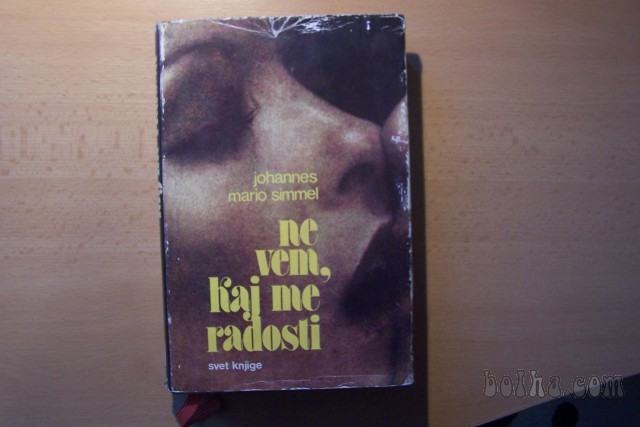 johannes
mario simmel
ne
vem,
kaj me
radosti
svet knjige
bolha.com